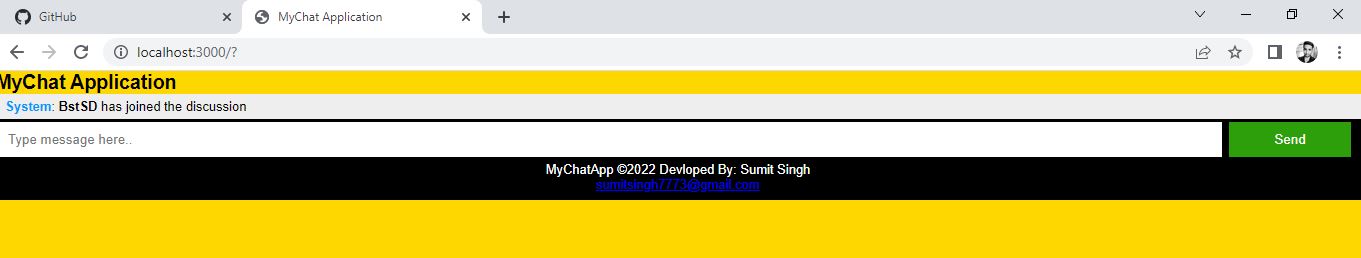 GitHub
MyChat Application
localhost:3000/?
MyChat Application
System: BstSD has joined the discussion
Type message here..
Send
MyChatApp ©2022 Devloped By: Sumit Singh
sumitsingh7773@gmail.com